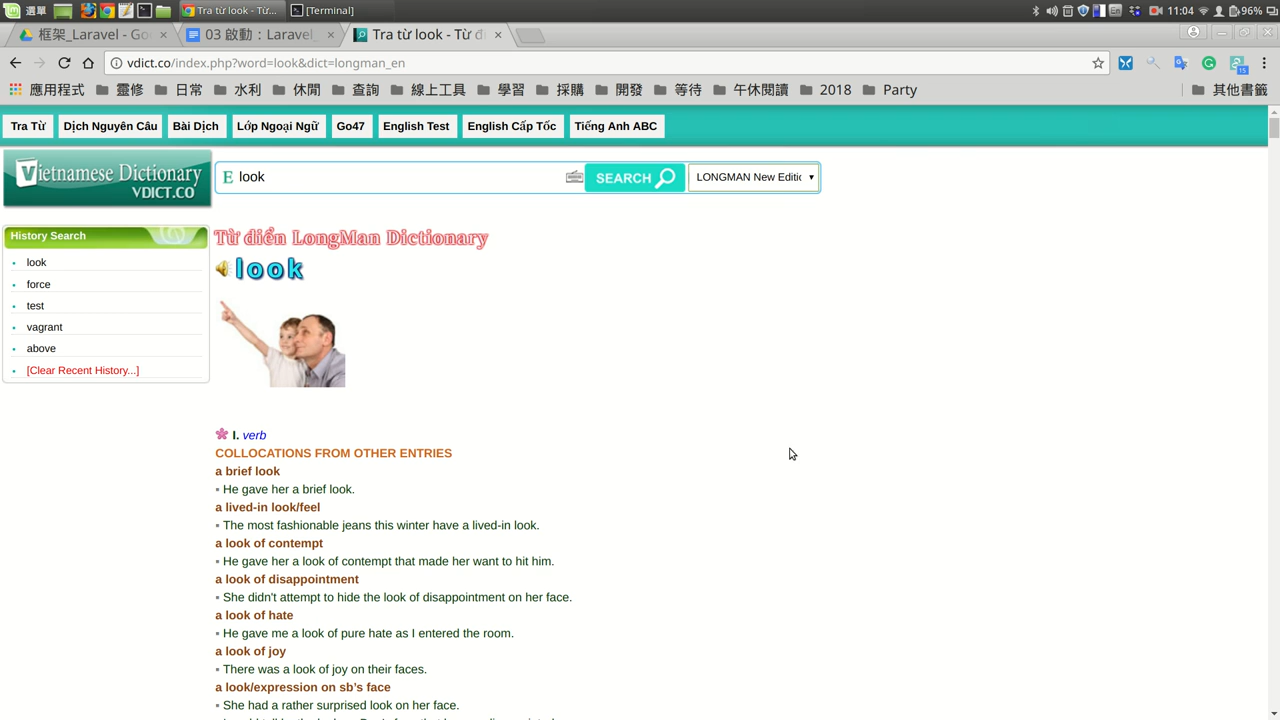 選單 Tra từ look - Từ... [Terminal] En 11:04 96%
框架_Laravel - Go 03 啟動：Laravel_ Tra từ look - Từ đi
vdict.co/index.php?word=look&dict=longman_en 15
應用程式 靈修 日常 水利 休閒 查詢 線上工具 學習 採購 開發 等待 午休閱讀 2018 Party 其他書籤
Tra Từ Dịch Nguyên Câu Bài Dịch Lớp Ngoại Ngữ Go47 English Test English Cấp Tốc Tiếng Anh ABC
Vietnamese Dictionary
VDICT.CO
E look SEARCH LONGMAN New Editic
History Search
look
force
test
vagrant
above
[Clear Recent History...]
Từ điển LongMan Dictionary
look
I. verb
COLLOCATIONS FROM OTHER ENTRIES
a brief look
▪ He gave her a brief look.
a lived-in look/feel
▪ The most fashionable jeans this winter have a lived-in look.
a look of contempt
▪ He gave her a look of contempt that made her want to hit him.
a look of disappointment
▪ She didn't attempt to hide the look of disappointment on her face.
a look of hate
▪ He gave me a look of pure hate as I entered the room.
a look of joy
▪ There was a look of joy on their faces.
a look/expression on sb's face
▪ She had a rather surprised look on her face.